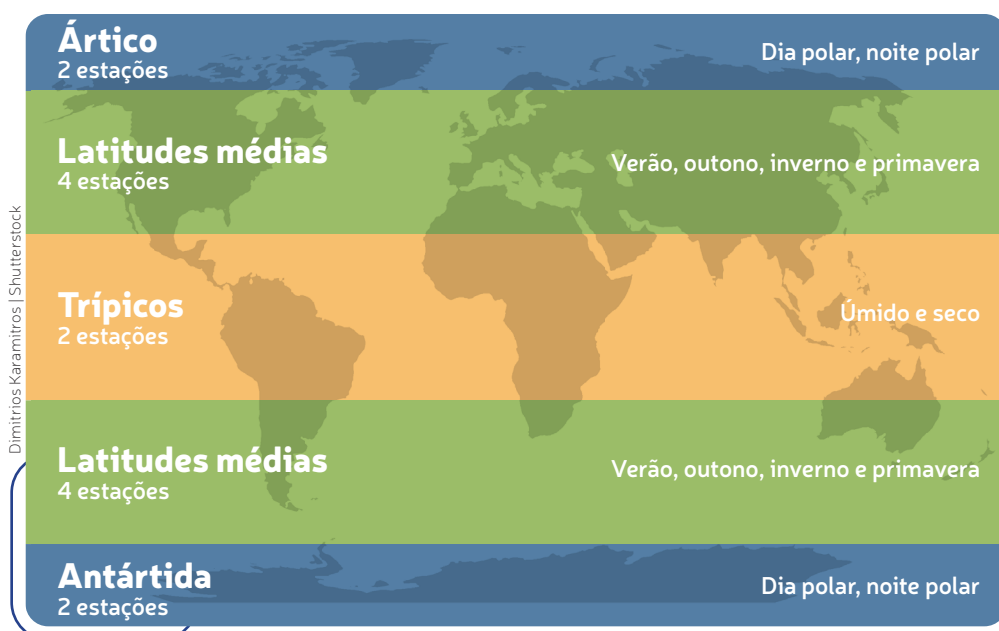 Ártico
2 estações
Dia polar, noite polar
Latitudes médias
4 estações
Verão, outono, inverno e primavera
Trípicos
2 estações
Úmido e seco
Latitudes médias
4 estações
Verão, outono, inverno e primavera
Antártida
2 estações
Dia polar, noite polar
Dimitrios Karamitros | Shutterstock